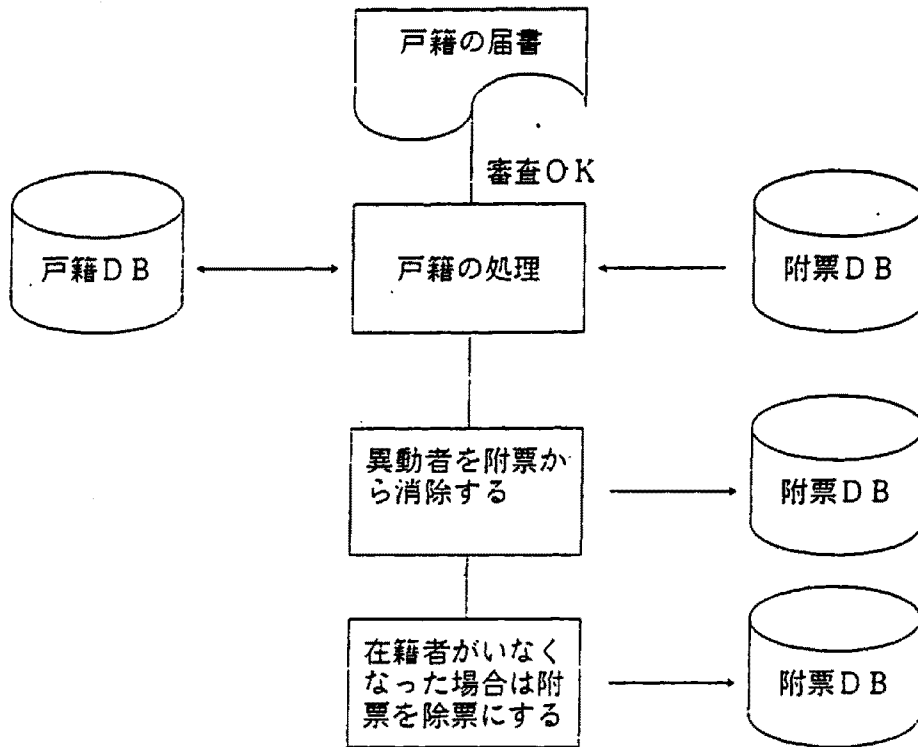 戸籍の届書
審査ＯＫ
戸籍ＤＢ
戸籍の処理
附票ＤＢ
異動者を附票か
ら消除する
附票ＤＢ
在籍者がいなく
なった場合は附
票を除票にする
附票ＤＢ